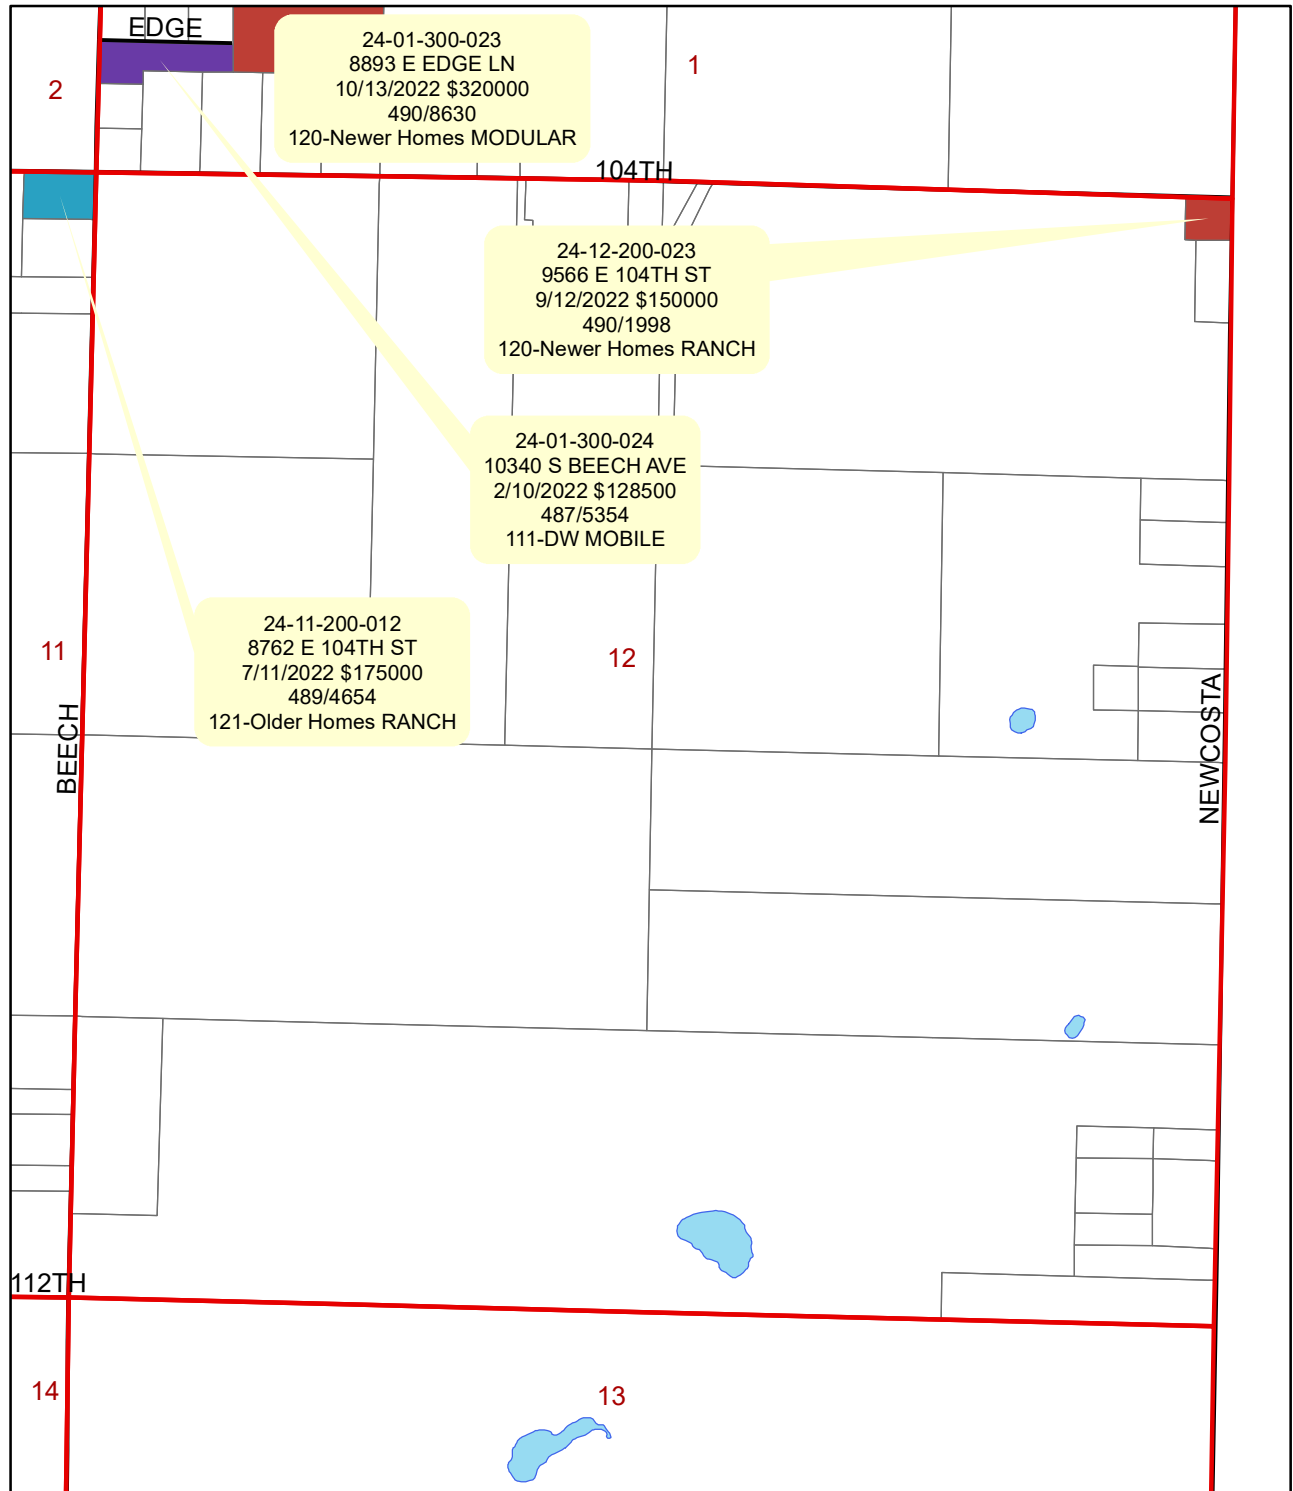 EDGE
24-01-300-023
8893 E EDGE LN
10/13/2022 $320000
490/8630
120-Newer Homes MODULAR
1
2
104TH
24-12-200-023
9566 E 104TH ST
9/12/2022 $150000
490/1998
120-Newer Homes RANCH
24-01-300-024
10340 S BEECH AVE
2/10/2022 $128500
487/5354
111-DW MOBILE
24-11-200-012
8762 E 104TH ST
7/11/2022 $175000
489/4654
121-Older Homes RANCH
11
12
BEECH
NEWCOSTA
112TH
14
13